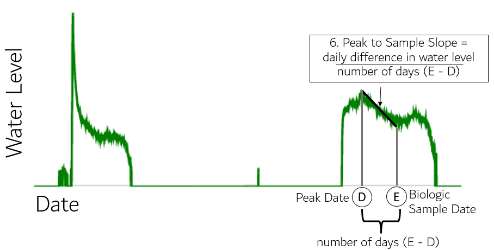 Water Level
6. Peak to Sample Slope =
daily difference in water level
number of days (E - D)
Date
Peak Date D
E Biologic
Sample Date
number of days (E - D)